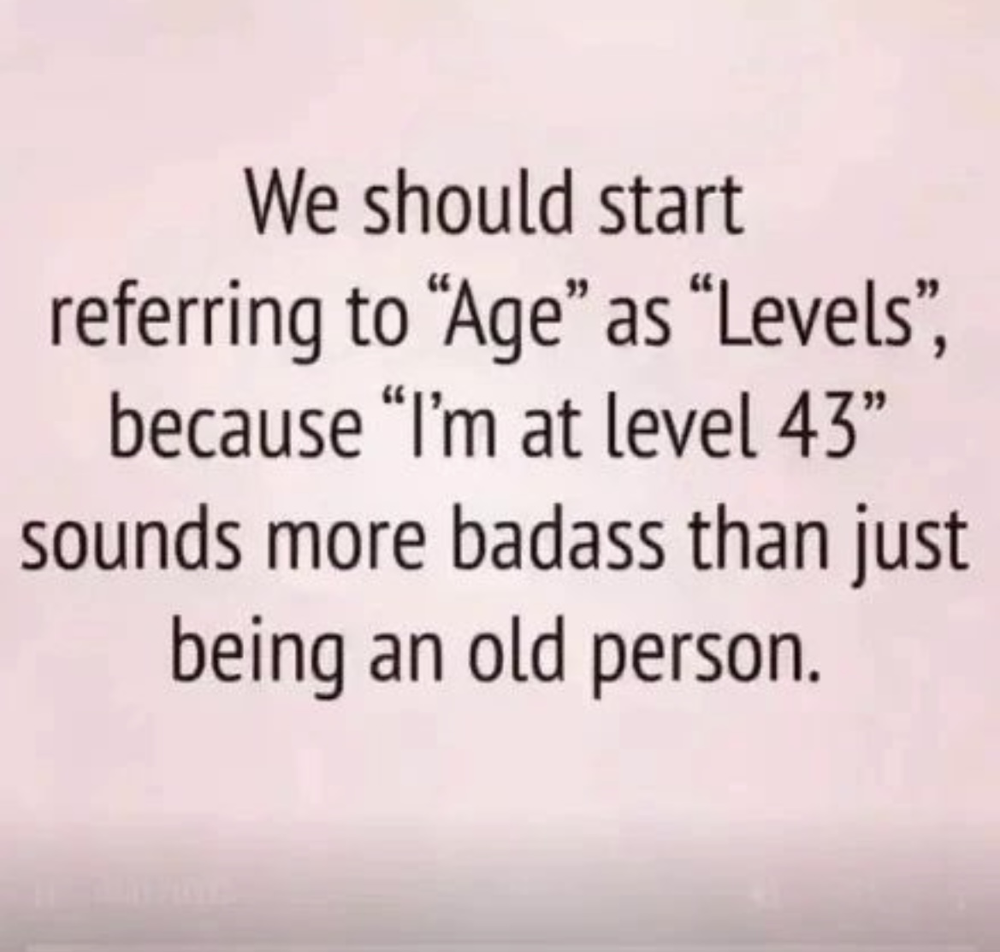 We should start
referring to “Age” as “Levels”,
because “I’m at level 43”
sounds more badass than just
being an old person.